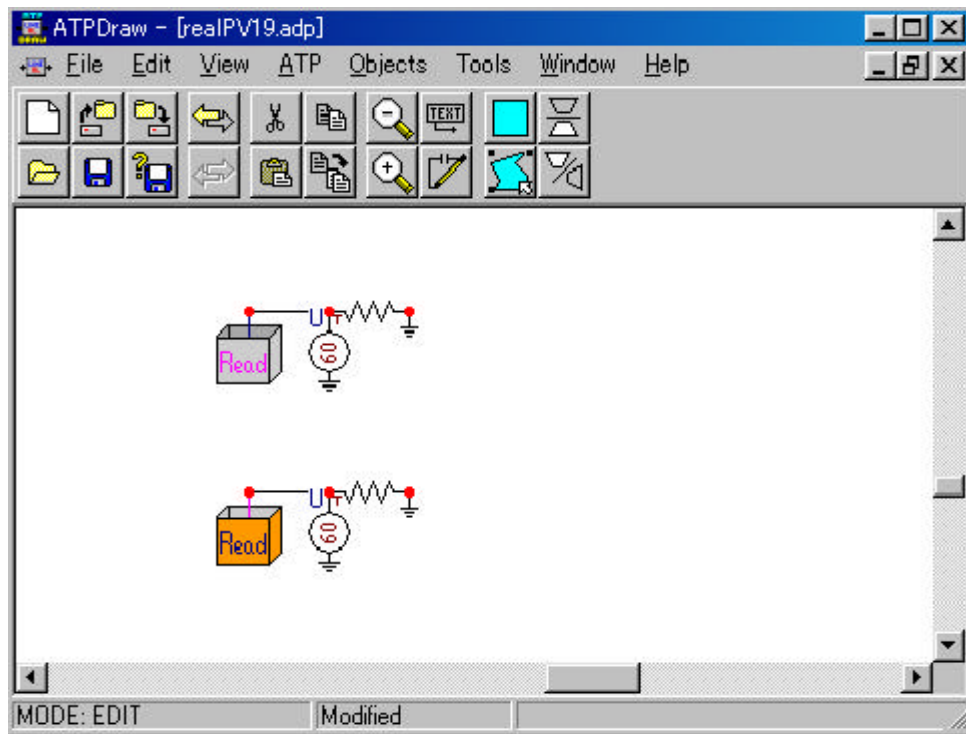 ATPDraw - [realPV19.adp]
File Edit View ATP Objects Tools Window Help
TEXT
U T
Read 60
U T
Read 60
MODE: EDIT Modified